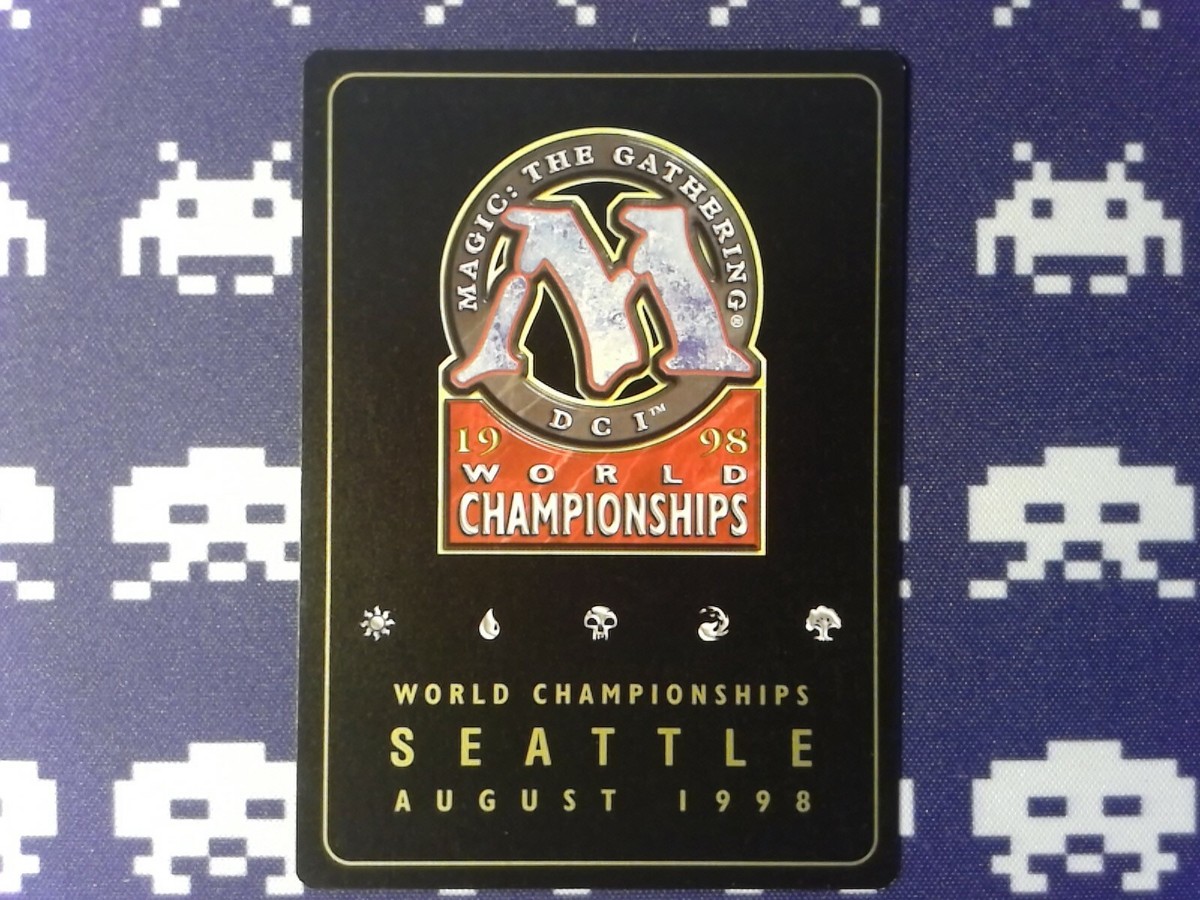 MAGIC: THE GATHERING®
M
DCI™
19 98
WORLD
CHAMPIONSHIPS
WORLD CHAMPIONSHIPS
SEATTLE
AUGUST 1998